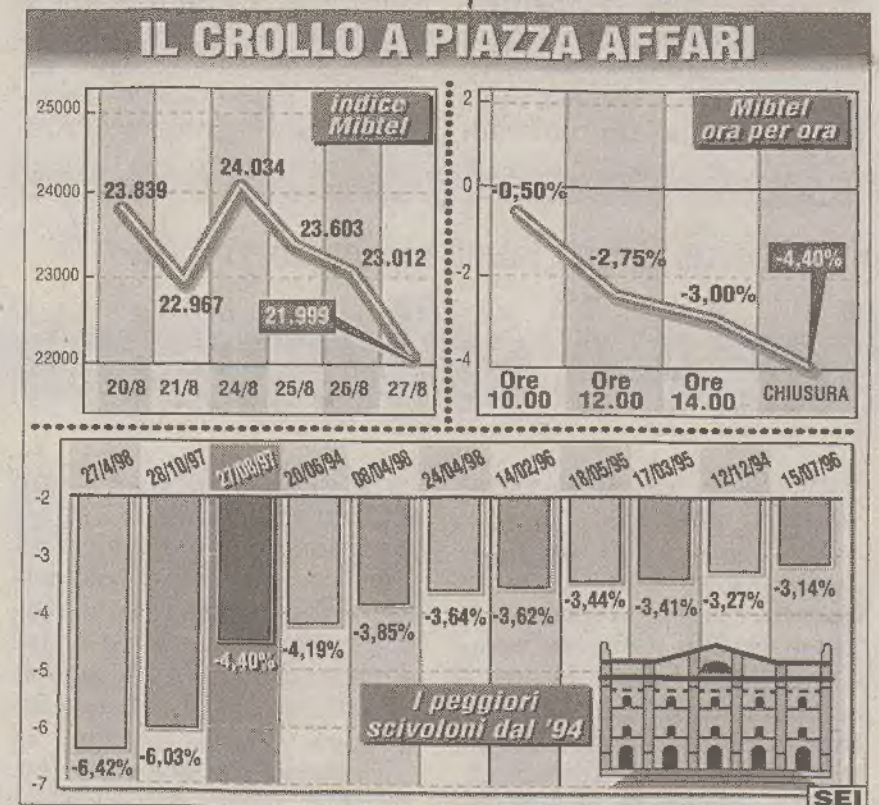 IL CROLLO A PIAZZA AFFARI
Indice
Mibtel
25000
24000
23000
22000
23.839
22.967
24.034
23.603
23.012
21.999
20/8 21/8 24/8 25/8 26/8 27/8
Mibtel
ora per ora
2
0
-2
-4
-0,50%
-2,75%
-3,00%
-4,40%
Ore
10.00
Ore
12.00
Ore
14.00
CHIUSURA
27/4/98 28/10/97 27/08/97 20/06/94 08/04/98 24/04/98 14/02/96 18/05/95 17/03/95 12/12/94 15/07/96
-2
-3
-4
-5
-6
-7
-6,42% -6,03% -4,40% -4,19% -3,85% -3,64% -3,62% -3,44% -3,41% -3,27% -3,14%
I peggiori
scivoloni dal '94
SEI